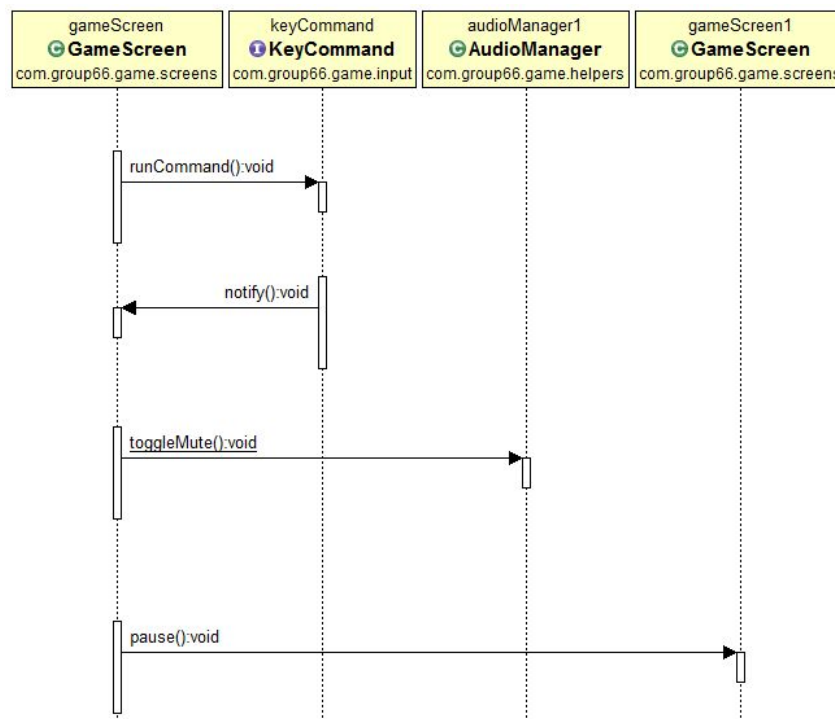 gameScreen
C GameScreen
com.group66.game.screens
keyCommand
I KeyCommand
com.group66.game.input
audioManager1
C AudioManager
com.group66.game.helpers
gameScreen1
C GameScreen
com.group66.game.screens
runCommand():void
notify():void
toggleMute():void
pause():void